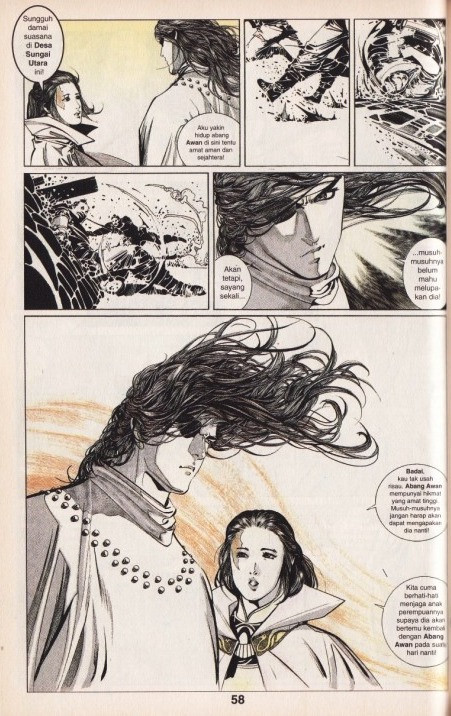 Sungguh
damai
suasana
di Desa
Sungai
Utara
ini!
Aku yakin
hidup abang
Awan di sini tentu
amat aman dan
sejahtera!
Akan
tetapi,
sayang
sekali...
...musuh-
musuhnya
belum
mahu
melupa-
kan dia!
Badai,
kau tak usah
risau. Abang Awan
mempunyai hikmat
yang amat tinggi.
Musuh-musuhnya
jangan harap akan
dapat mengapakan
dia nanti!
Kita cuma
berhati-hati
menjaga anak
perempuannya
supaya dia akan
bertemu kembali
dengan Abang
Awan pada suatu
hari nanti!
58